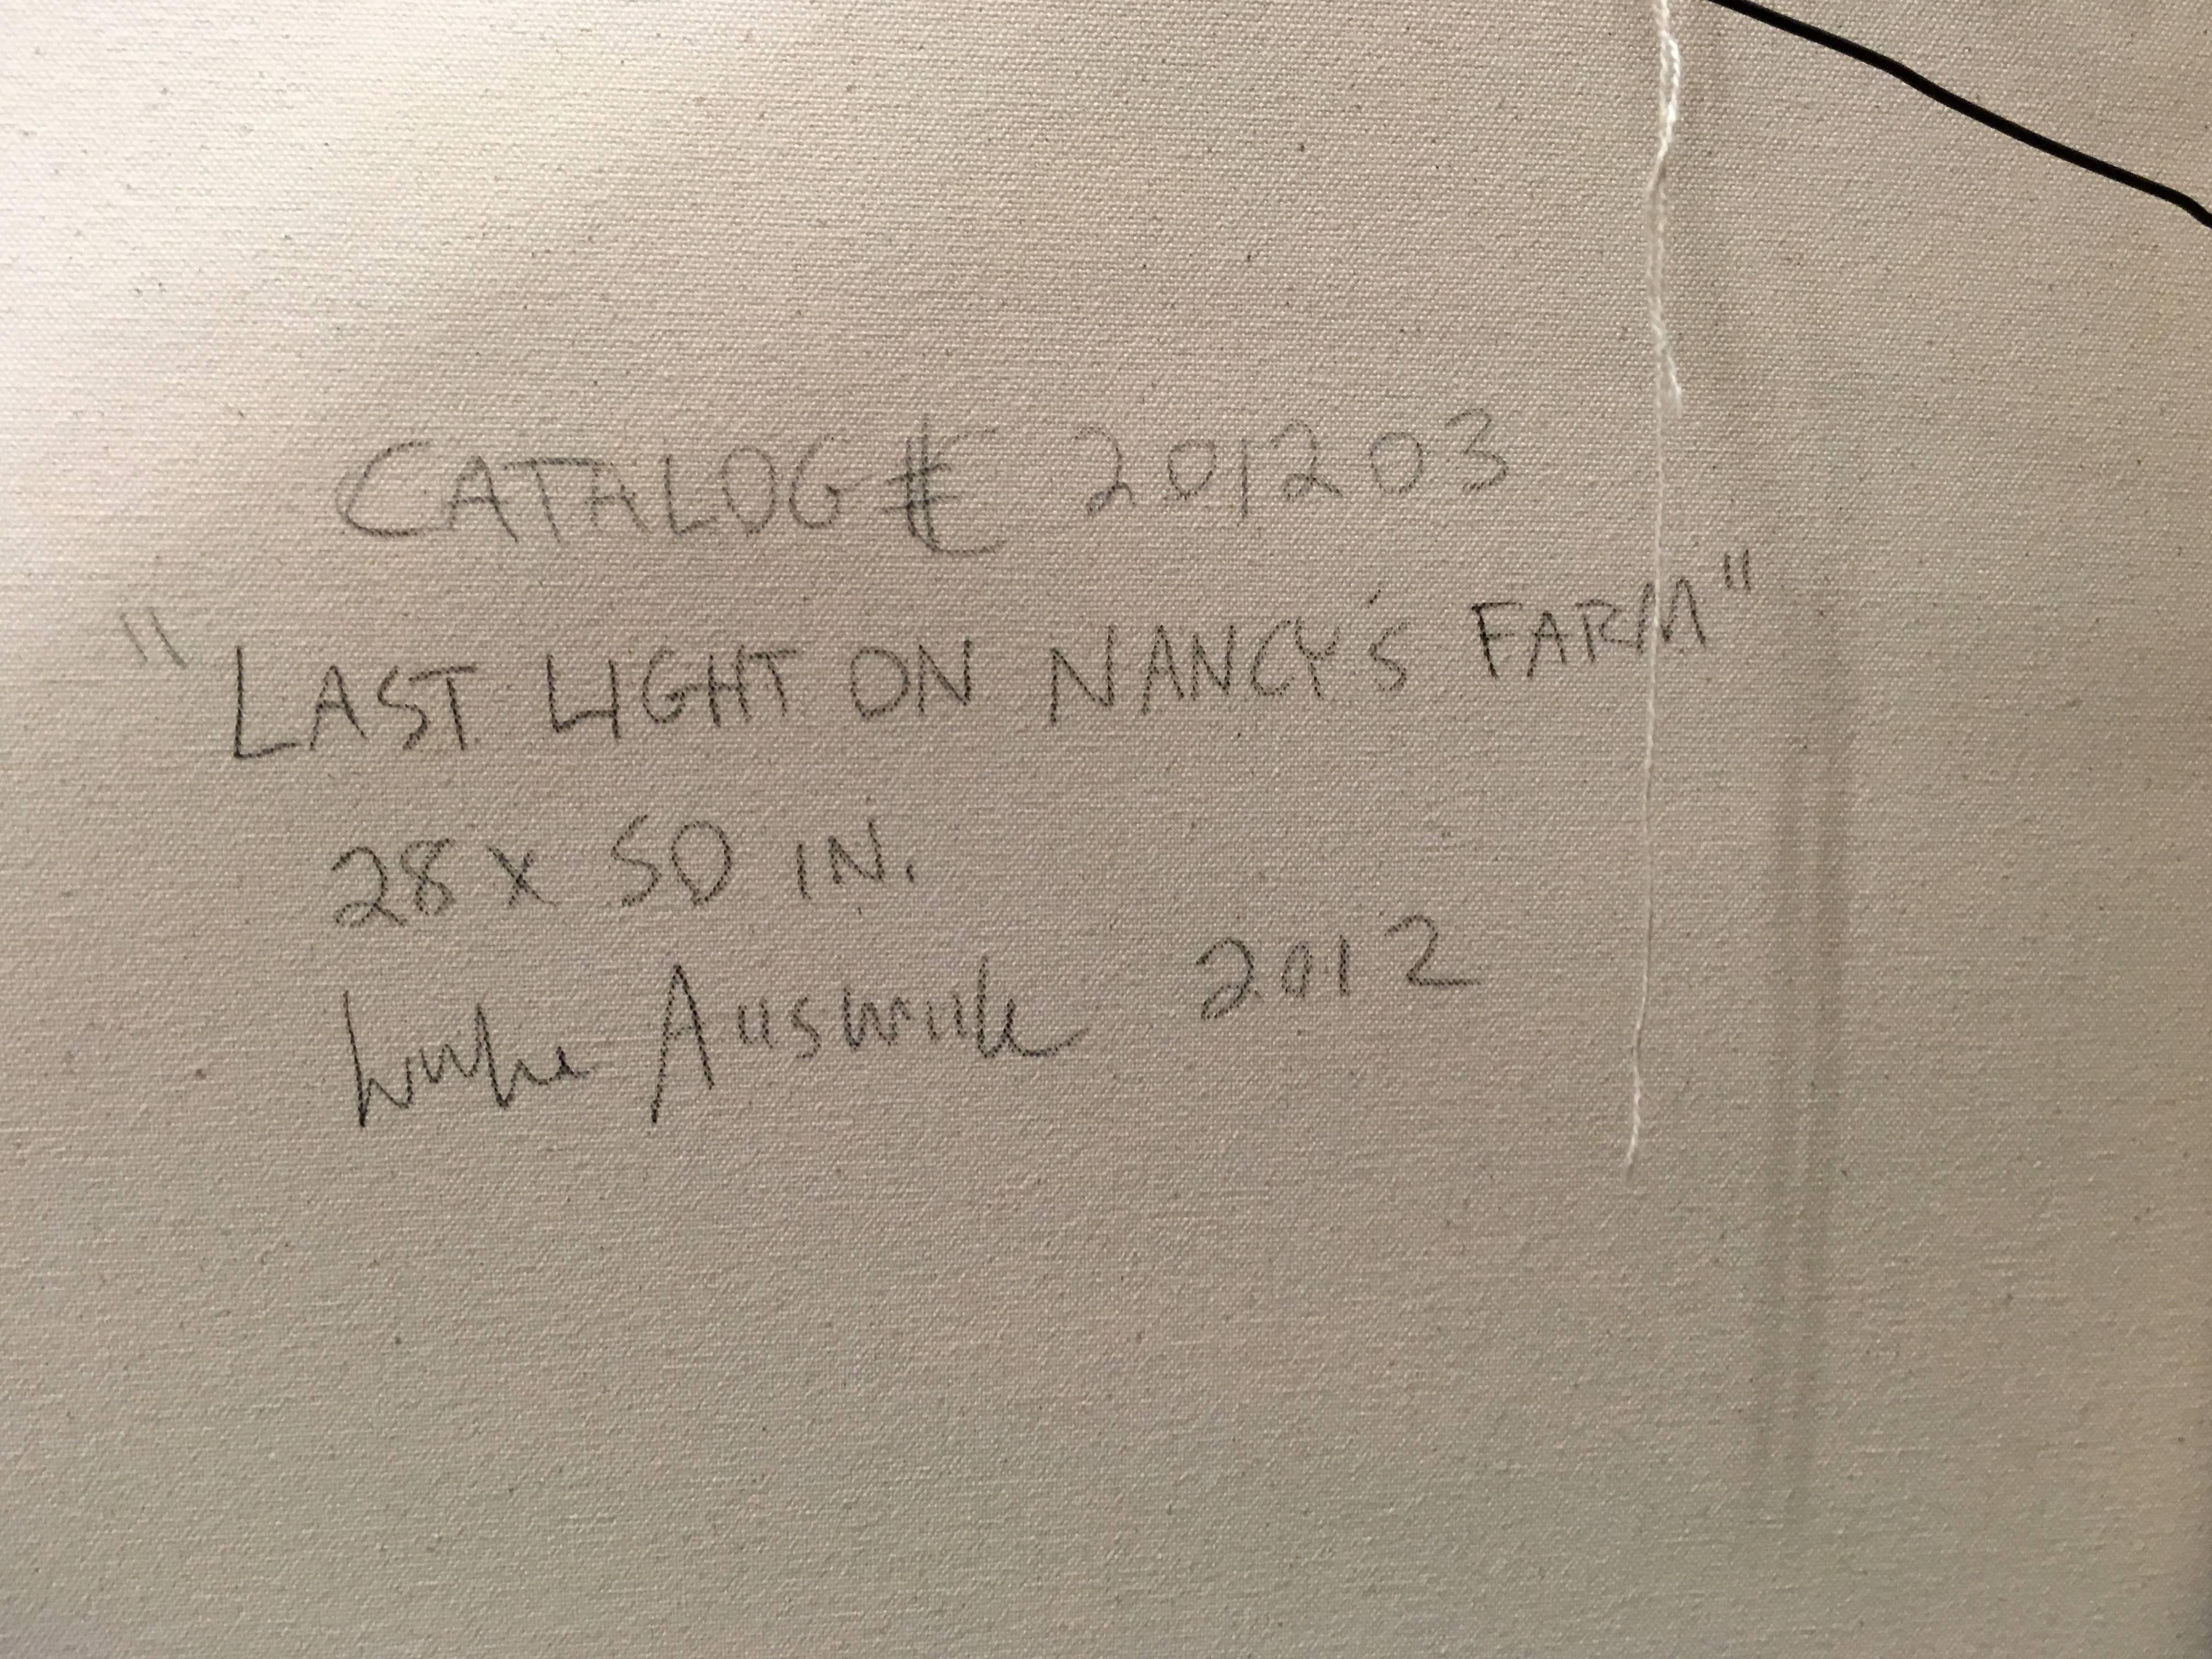 CATALOG # 201203
"LAST LIGHT ON NANCY'S FARM"
28 x 50 IN.
2012